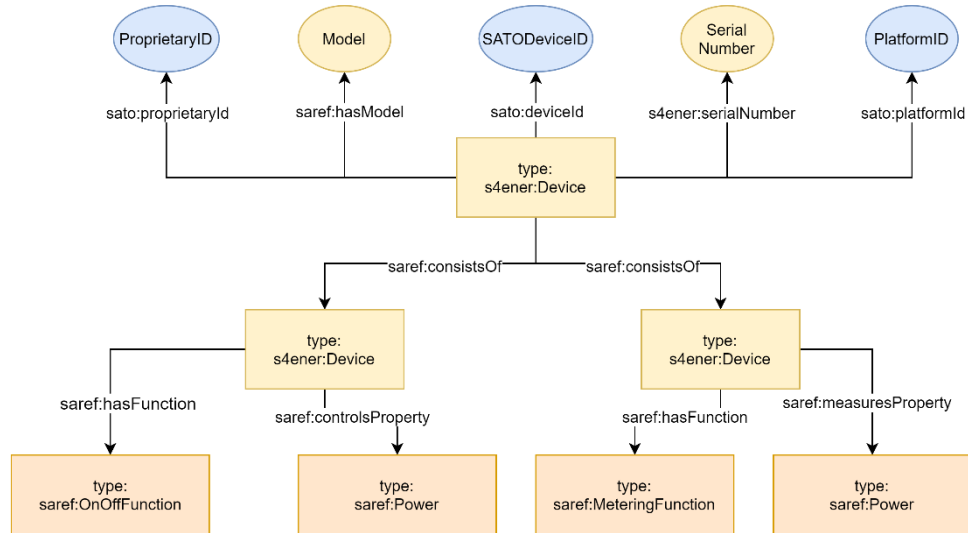 ProprietaryID
Model
SATODeviceID
Serial
Number
PlatformID
sato:proprietaryId
saref:hasModel
sato:deviceId
s4ener:serialNumber
sato:platformId
type:
s4ener:Device
saref:consistsOf
saref:consistsOf
type:
s4ener:Device
type:
s4ener:Device
saref:hasFunction
saref:controlsProperty
saref:hasFunction
saref:measuresProperty
type:
saref:OnOffFunction
type:
saref:Power
type:
saref:MeteringFunction
type:
saref:Power